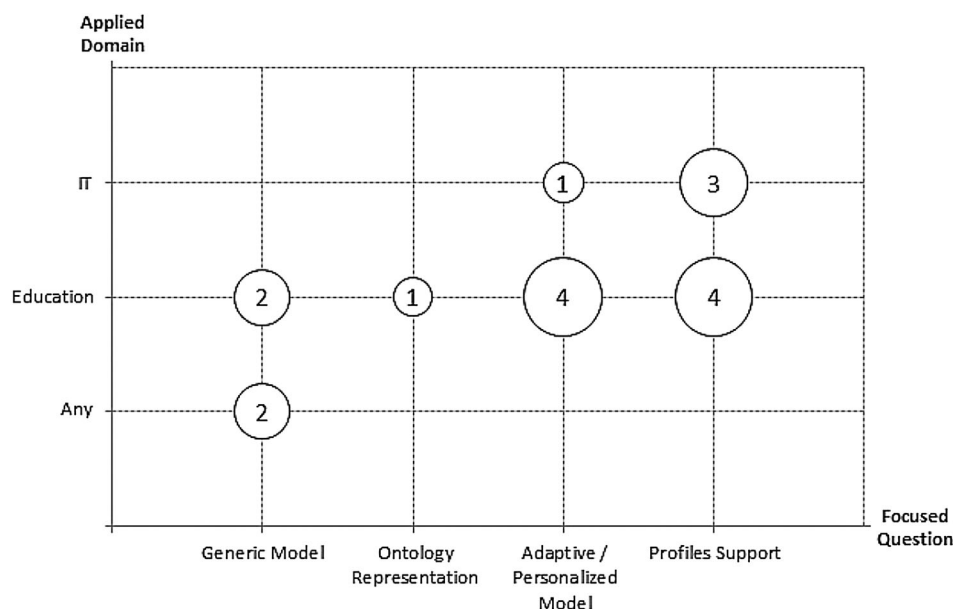 Applied
Domain
IT
1
3
Education
2
1
4
4
Any
2
Focused
Question
Generic Model
Ontology
Representation
Adaptive /
Personalized
Model
Profiles Support